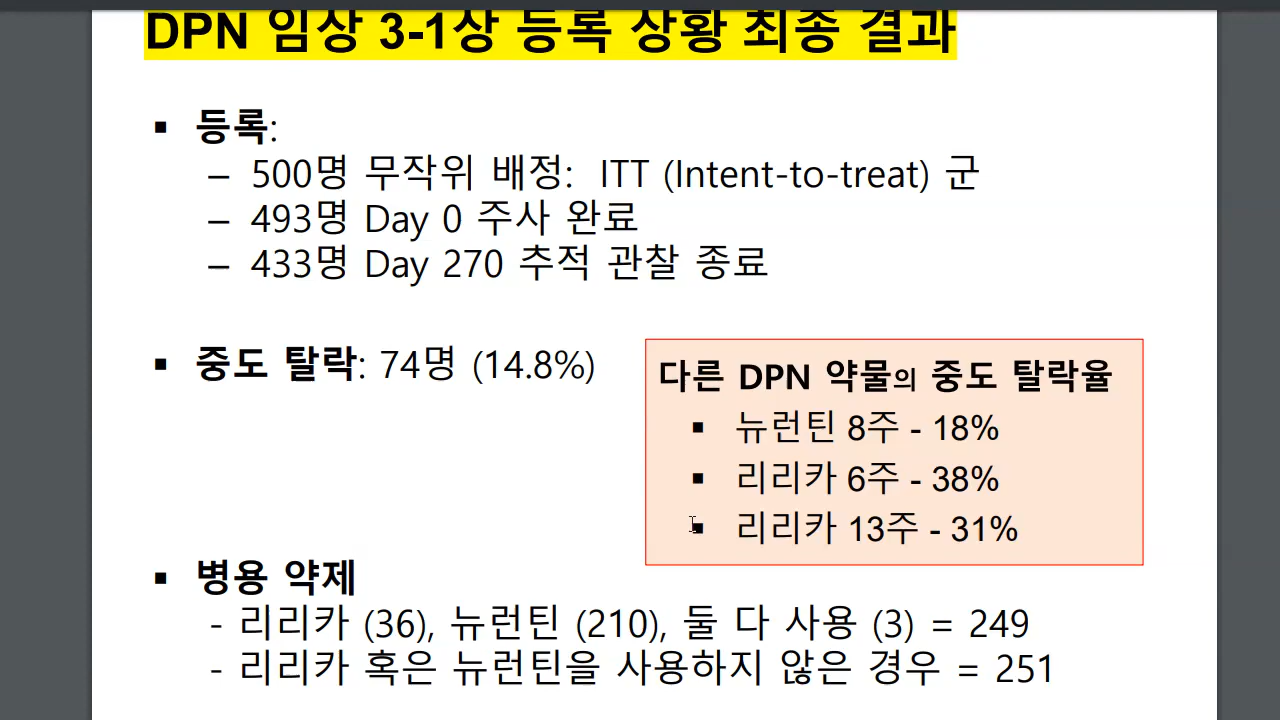 DPN 임상 3-1상 등록 상황 최종 결과
▪ 등록:
– 500명 무작위 배정: ITT (Intent-to-treat) 군
– 493명 Day 0 주사 완료
– 433명 Day 270 추적 관찰 종료
▪ 중도 탈락: 74명 (14.8%)
다른 DPN 약물의 중도 탈락율
▪ 뉴런틴 8주 - 18%
▪ 리리카 6주 - 38%
▪ 리리카 13주 - 31%
▪ 병용 약제
- 리리카 (36), 뉴런틴 (210), 둘 다 사용 (3) = 249
- 리리카 혹은 뉴런틴을 사용하지 않은 경우 = 251